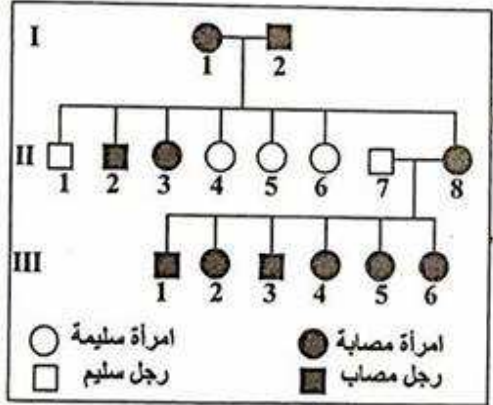 I
1 2
II
1 2 3 4 5 6 7 8
III
1 2 3 4 5 6
امرأة مصابة امرأة سليمة
رجل مصاب رجل سليم